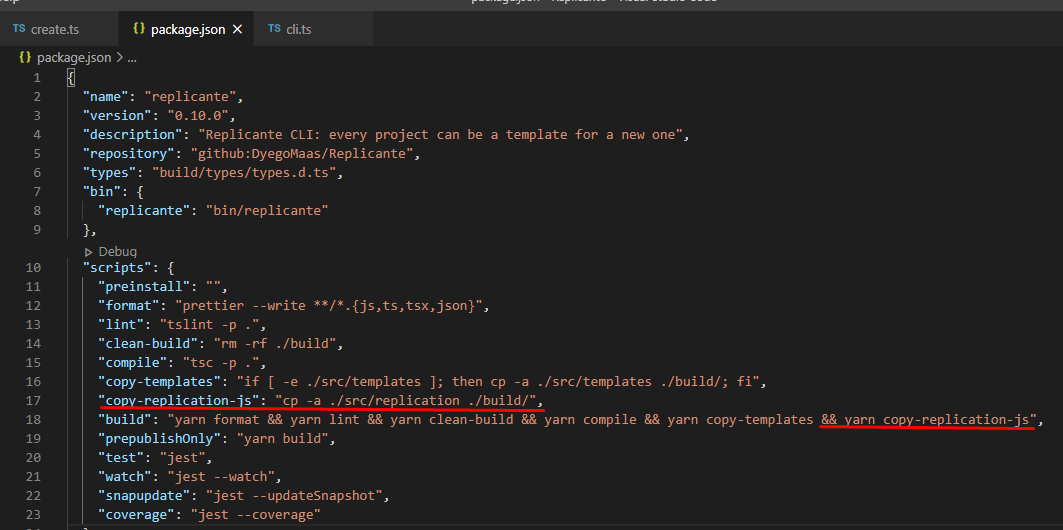 package.json - Replicante - Visual Studio Code
TS create.ts
{} package.json ×
TS cli.ts
{} package.json > ...
1 {
2 "name": "replicante",
3 "version": "0.10.0",
4 "description": "Replicante CLI: every project can be a template for a new one",
5 "repository": "github:DyegoMaas/Replicante",
6 "types": "build/types/types.d.ts",
7 "bin": {
8 "replicante": "bin/replicante"
9 },
Debug
10 "scripts": {
11 "preinstall": "",
12 "format": "prettier --write **/*.{js,ts,tsx,json}",
13 "lint": "tslint -p .",
14 "clean-build": "rm -rf ./build",
15 "compile": "tsc -p .",
16 "copy-templates": "if [ -e ./src/templates ]; then cp -a ./src/templates ./build/; fi",
17 "copy-replication-js": "cp -a ./src/replication ./build/",
18 "build": "yarn format && yarn lint && yarn clean-build && yarn compile && yarn copy-templates && yarn copy-replication-js",
19 "prepublishOnly": "yarn build",
20 "test": "jest",
21 "watch": "jest --watch",
22 "snapupdate": "jest --updateSnapshot",
23 "coverage": "jest --coverage"